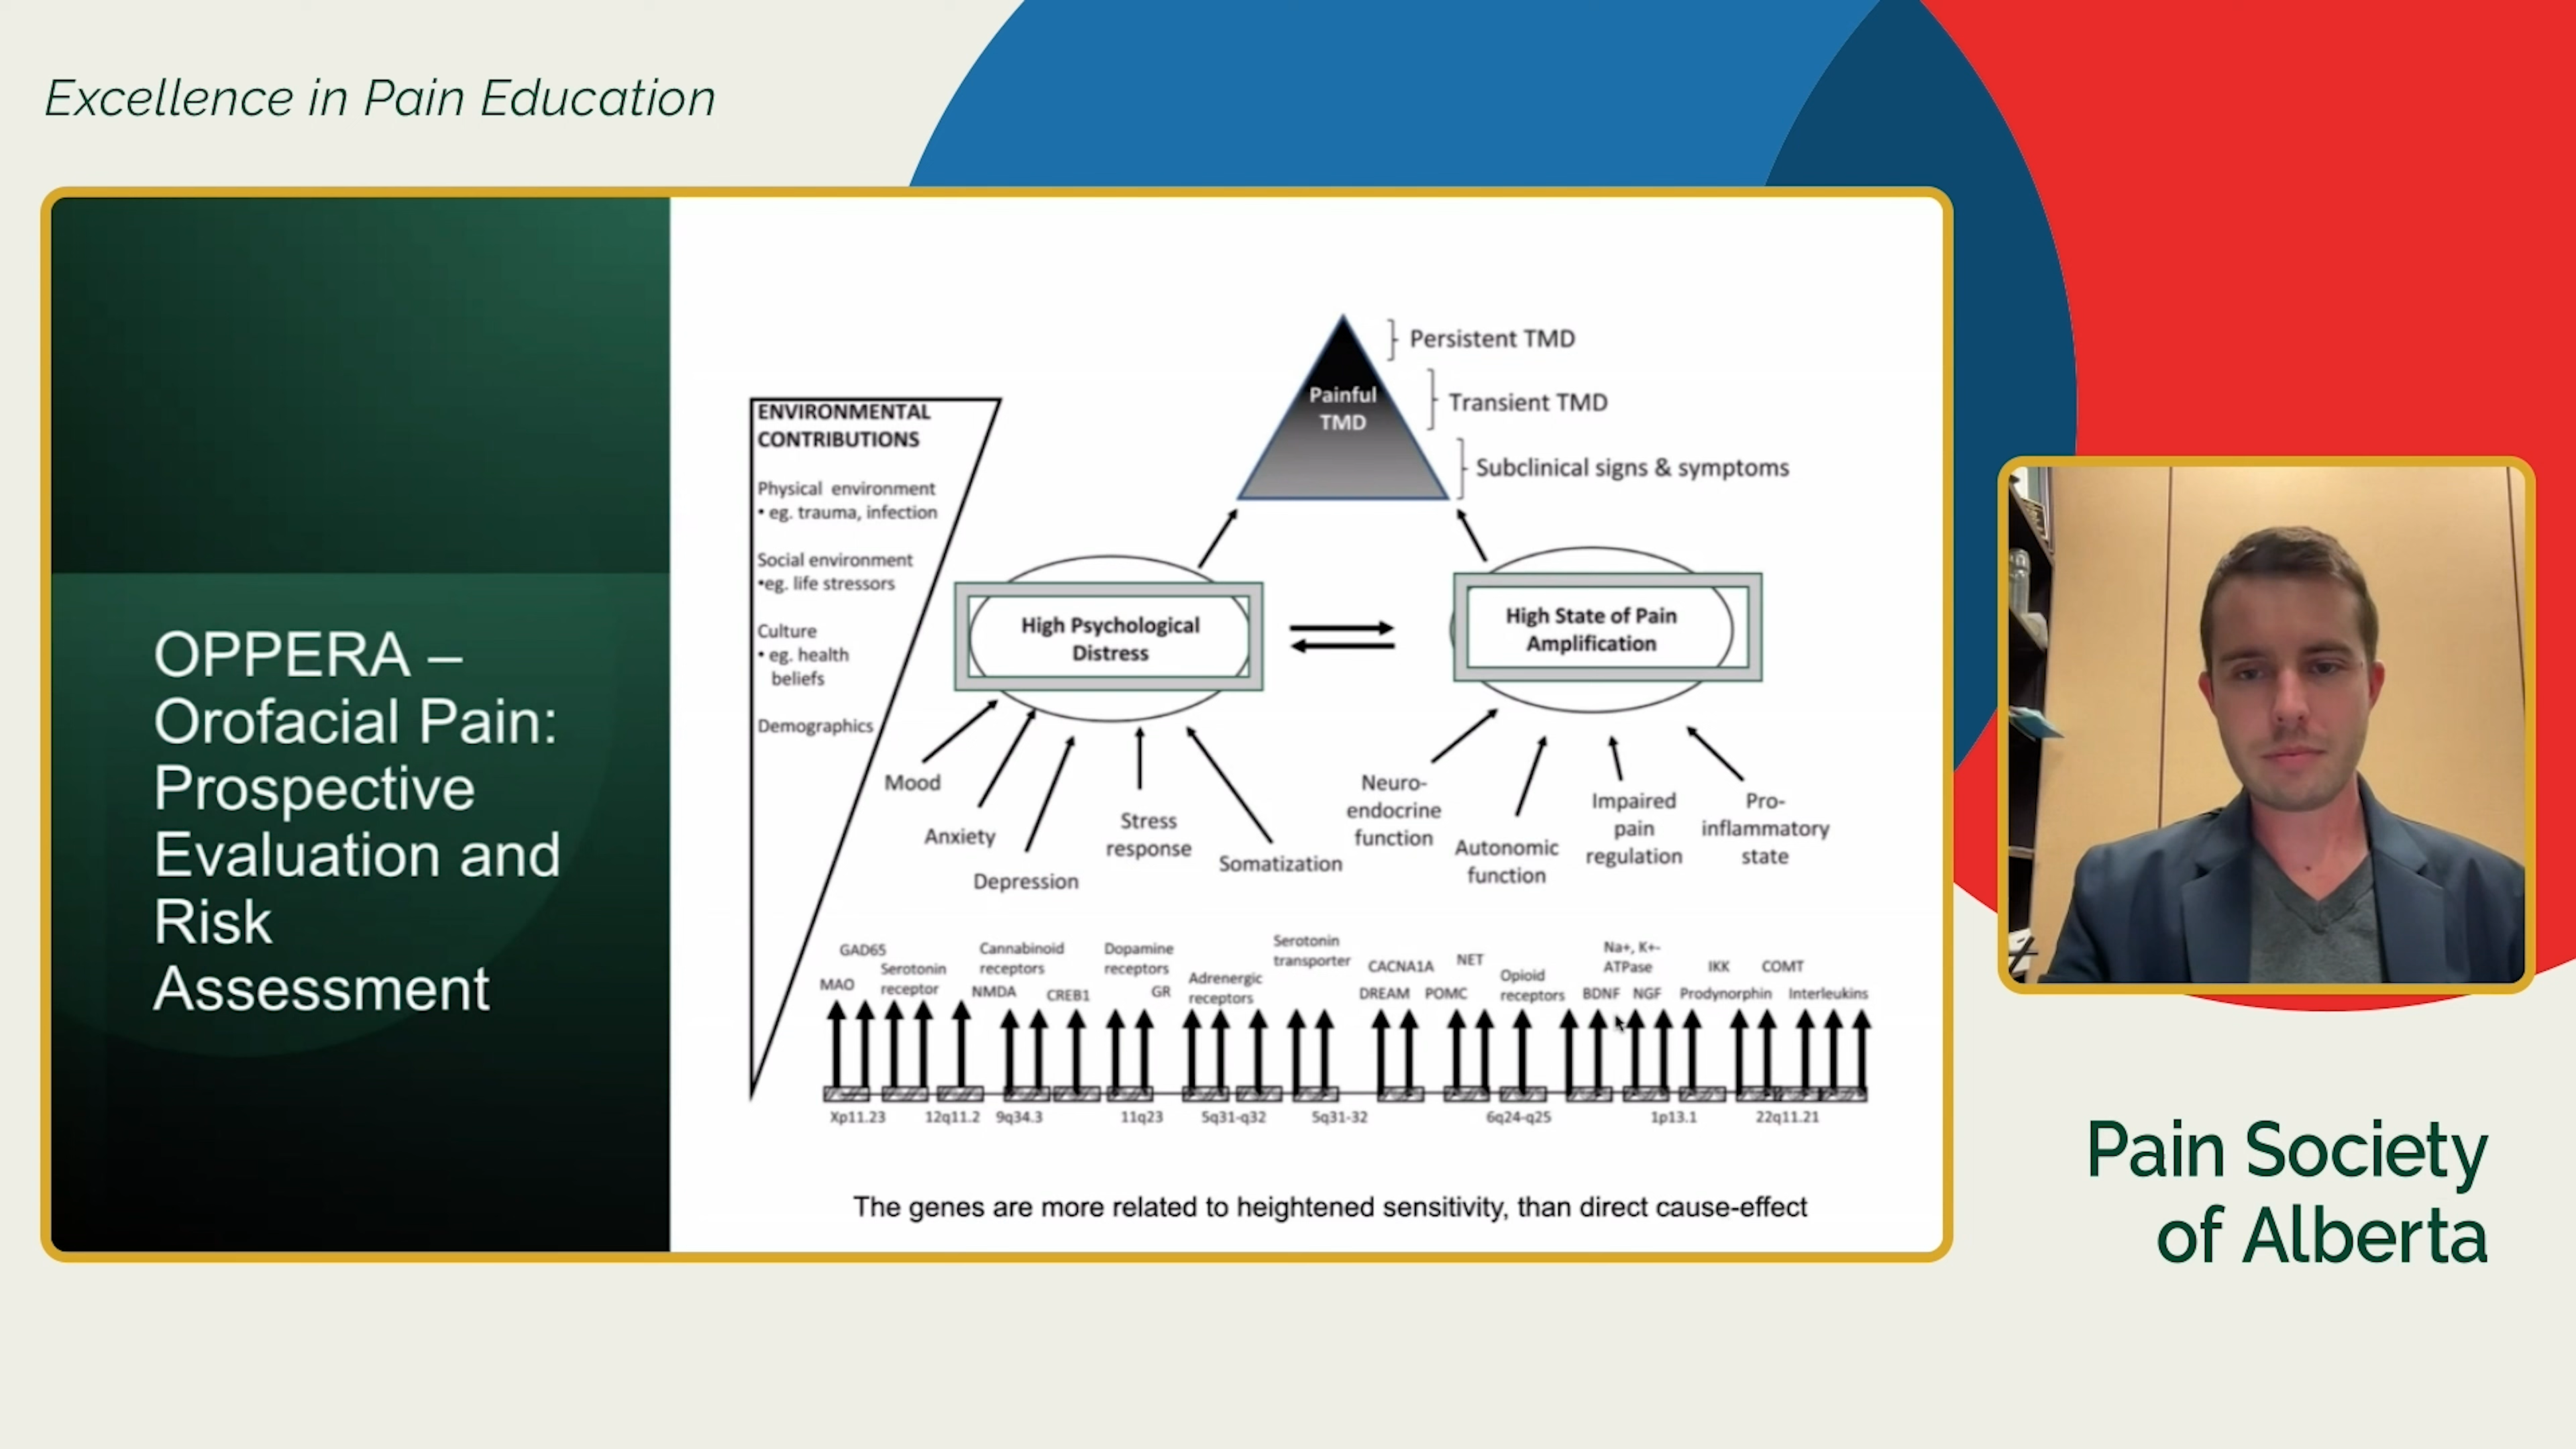 Excellence in Pain Education
OPPERA –
Orofacial Pain:
Prospective
Evaluation and
Risk
Assessment
Persistent TMD
Painful
TMD
Transient TMD
Subclinical signs & symptoms
ENVIRONMENTAL
CONTRIBUTIONS
Physical environment
• eg. trauma, infection
Social environment
•eg. life stressors
Culture
• eg. health
beliefs
Demographics
High Psychological
Distress
High State of Pain
Amplification
Mood
Anxiety
Depression
Stress
response
Somatization
Neuro-
endocrine
function
Autonomic
function
Impaired
pain
regulation
Pro-
inflammatory
state
MAO
GAD65
Serotonin
receptor
Cannabinoid
receptors
NMDA
CREB1
Dopamine
receptors
GR
Adrenergic
receptors
Serotonin
transporter
CACNA1A
DREAM
POMC
NET
Opioid
receptors
Na+, K+-
ATPase
BDNF
NGF
IKK
Prodynorphin
COMT
Interleukins
Xp11.23
12q11.2
9q34.3
11q23
5q31-q32
5q31-32
6q24-q25
1p13.1
22q11.21
The genes are more related to heightened sensitivity, than direct cause-effect
Pain Society
of Alberta